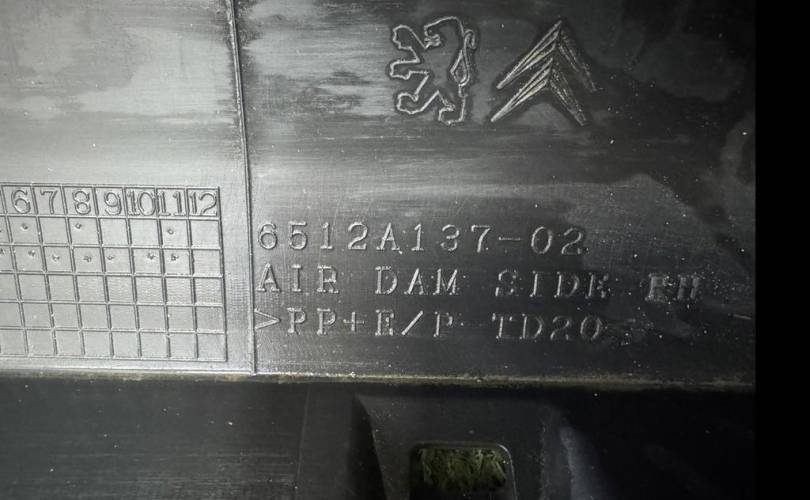 6 7 8 9 10 11 12
6512A137-02
AIR DAM SIDE RH
>PP+E/P TD20